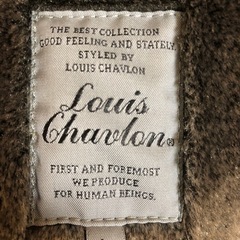 THE BEST COLLECTION
GOOD FEELING AND STATELY.
STYLED BY
LOUIS CHAVLON
Louis
Chavlon®
FIRST AND FOREMOST
WE PRODUCE
FOR HUMAN BEINGS.